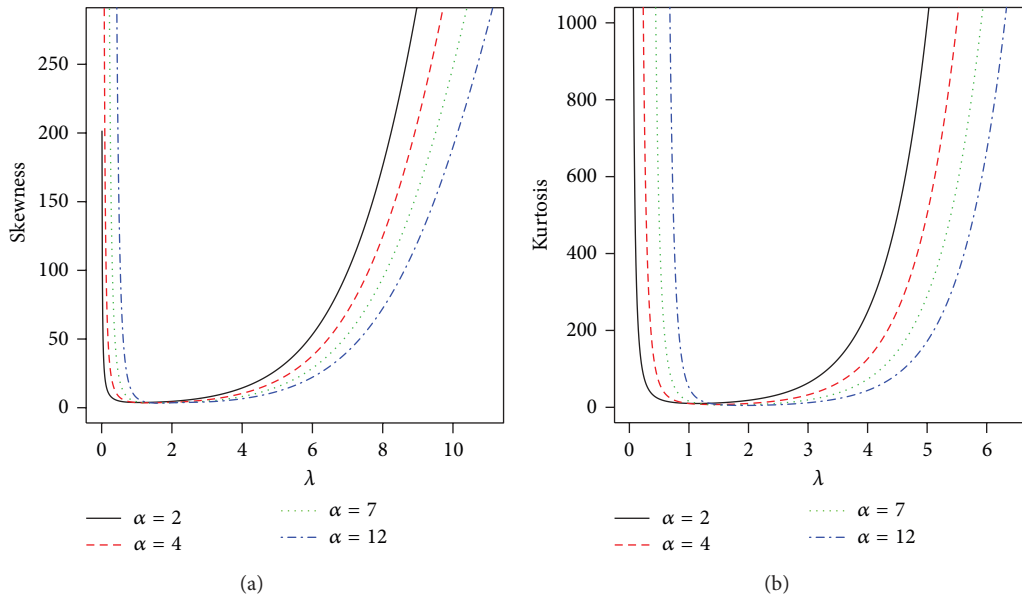 250
200
150
100
50
0
Skewness
0 2 4 6 8 10
λ
α = 2
α = 4
α = 7
α = 12
(a)
1000
800
600
400
200
0
Kurtosis
0 1 2 3 4 5 6
λ
α = 2
α = 4
α = 7
α = 12
(b)